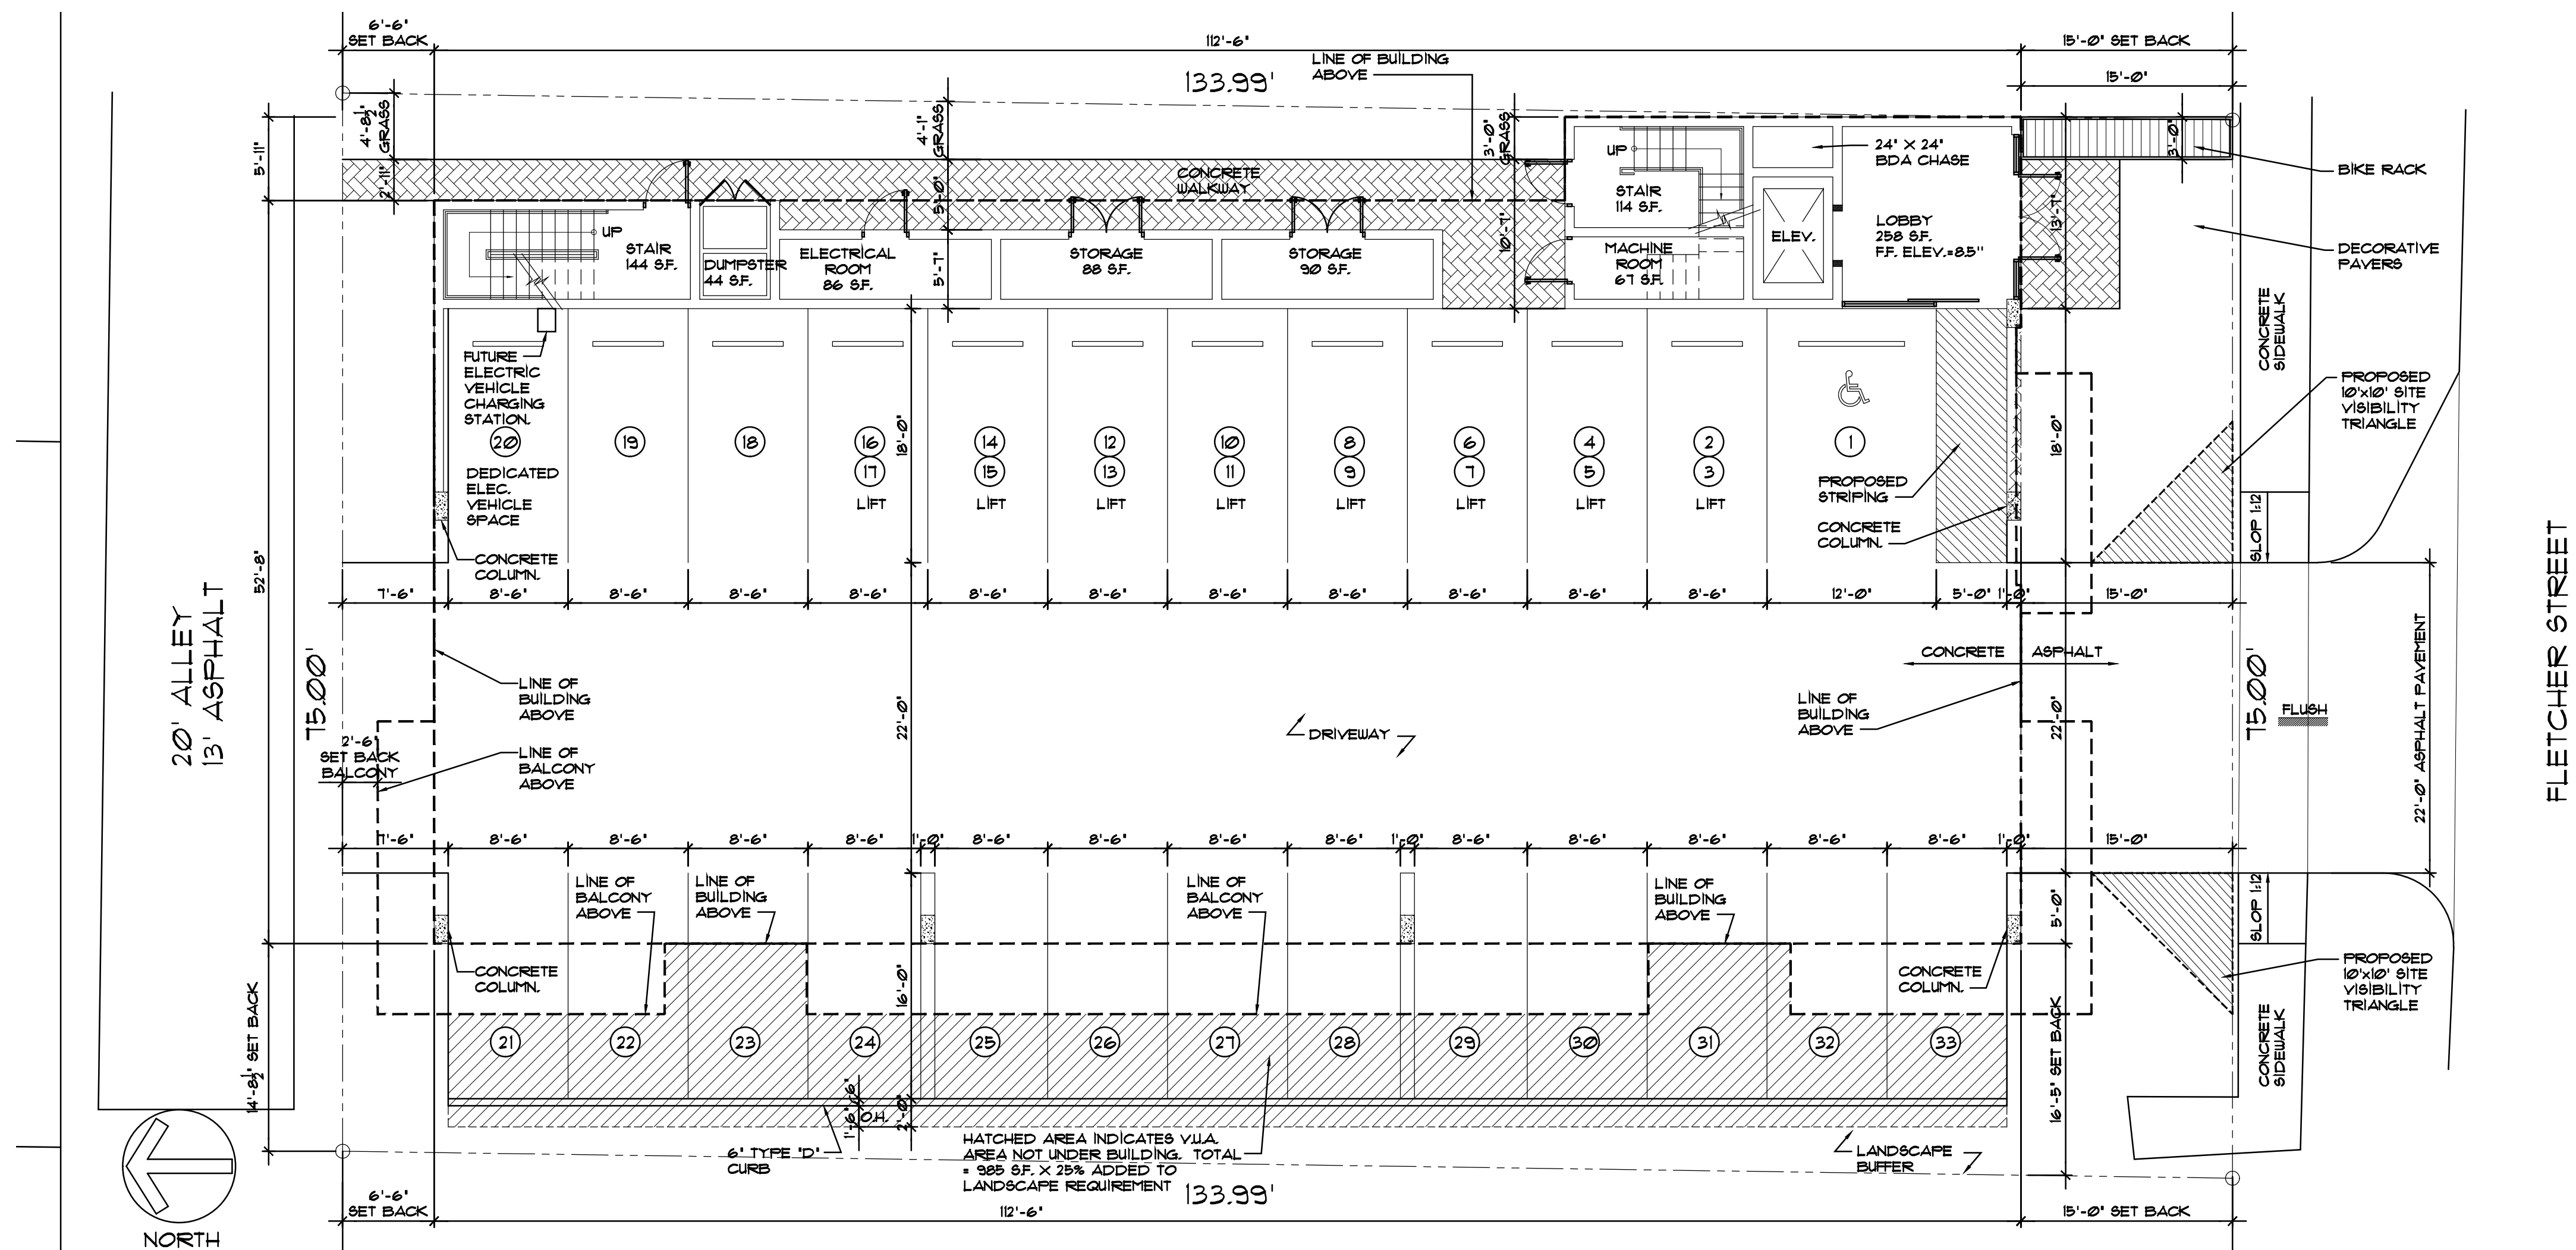 6'-6"
SET BACK
112'-6"
15'-0" SET BACK
15'-0"
LINE OF BUILDING
ABOVE
133.99'
4'-8½"
GRASS
4'-1"
GRASS
3'-0"
GRASS
5'-11"
2'-11"
5'-0"
CONCRETE
WALKWAY
UP
STAIR
114 S.F.
24" X 24"
BDA CHASE
3'-0"
BIKE RACK
UP
STAIR
144 S.F.
DUMPSTER
44 S.F.
ELECTRICAL
ROOM
86 S.F.
5'-7"
STORAGE
88 S.F.
STORAGE
90 S.F.
10'-7"
MACHINE
ROOM
67 S.F.
ELEV.
LOBBY
258 S.F.
F.F. ELEV.=8.5''
13'-7"
DECORATIVE
PAVERS
CONCRETE
SIDEWALK
FUTURE
ELECTRIC
VEHICLE
CHARGING
STATION.
PROPOSED
10'x10' SITE
VISIBILITY
TRIANGLE
20
19
18
16
17
LIFT
14
15
LIFT
12
13
LIFT
10
11
LIFT
8
9
LIFT
6
7
LIFT
4
5
LIFT
2
3
LIFT
1
18'-0"
18'-0"
DEDICATED
ELEC.
VEHICLE
SPACE
PROPOSED
STRIPING
CONCRETE
COLUMN.
CONCRETE
COLUMN.
SLOP 1:12
52'-8"
7'-6"
8'-6"
8'-6"
8'-6"
8'-6"
8'-6"
8'-6"
8'-6"
8'-6"
8'-6"
8'-6"
8'-6"
12'-0"
5'-0"
1'-0"
15'-0"
20' ALLEY
13' ASPHALT
75.00'
CONCRETE
ASPHALT
LINE OF
BUILDING
ABOVE
LINE OF
BUILDING
ABOVE
22'-0"
DRIVEWAY
22'-0"
75.00'
FLUSH
22'-0" ASPHALT PAVEMENT
FLETCHER STREET
2'-6"
SET BACK
BALCONY
LINE OF
BALCONY
ABOVE
7'-6"
8'-6"
8'-6"
8'-6"
8'-6"
1'-0"
8'-6"
8'-6"
8'-6"
8'-6"
1'-0"
8'-6"
8'-6"
8'-6"
8'-6"
8'-6"
1'-0"
15'-0"
LINE OF
BALCONY
ABOVE
LINE OF
BUILDING
ABOVE
LINE OF
BALCONY
ABOVE
LINE OF
BUILDING
ABOVE
5'-0"
SLOP 1:12
CONCRETE
COLUMN.
16'-0"
CONCRETE
COLUMN.
PROPOSED
10'x10' SITE
VISIBILITY
TRIANGLE
21
22
23
24
25
26
27
28
29
30
31
32
33
14'-8½" SET BACK
16'-5" SET BACK
CONCRETE
SIDEWALK
6"
1'-6"
O.H.
2'-0"
6" TYPE "D"
CURB
HATCHED AREA INDICATES V.U.A.
AREA NOT UNDER BUILDING. TOTAL
= 985 S.F. X 25% ADDED TO
LANDSCAPE REQUIREMENT
LANDSCAPE
BUFFER
133.99'
6'-6"
SET BACK
112'-6"
15'-0" SET BACK
NORTH